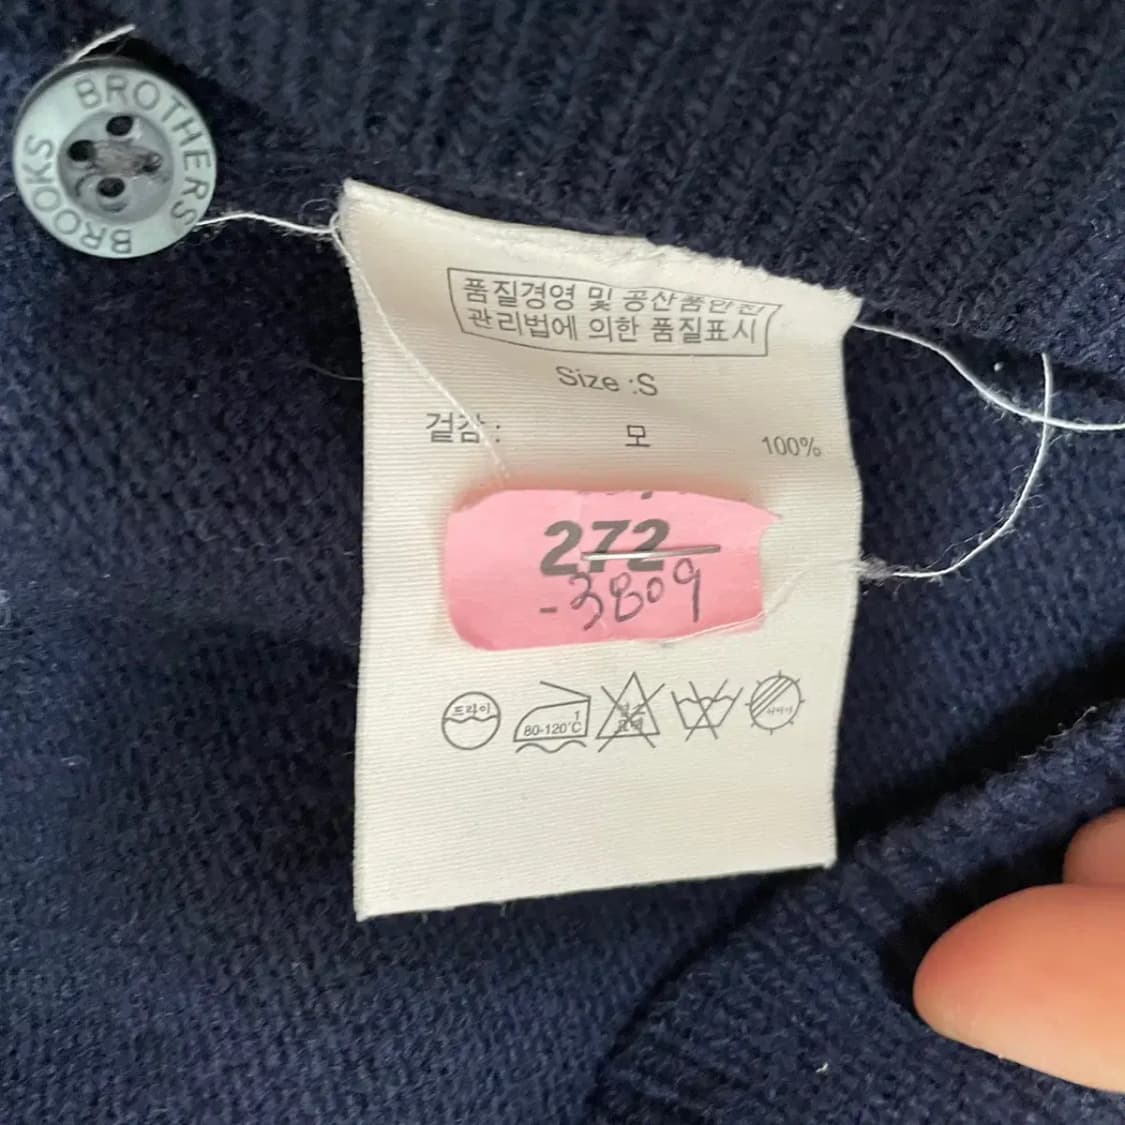 BROOKS BROTHERS
품질경영 및 공산품안전
관리법에 의한 품질표시
Size :S
겉감 : 모 100%
272
-3809
드라이
1
80-120°C